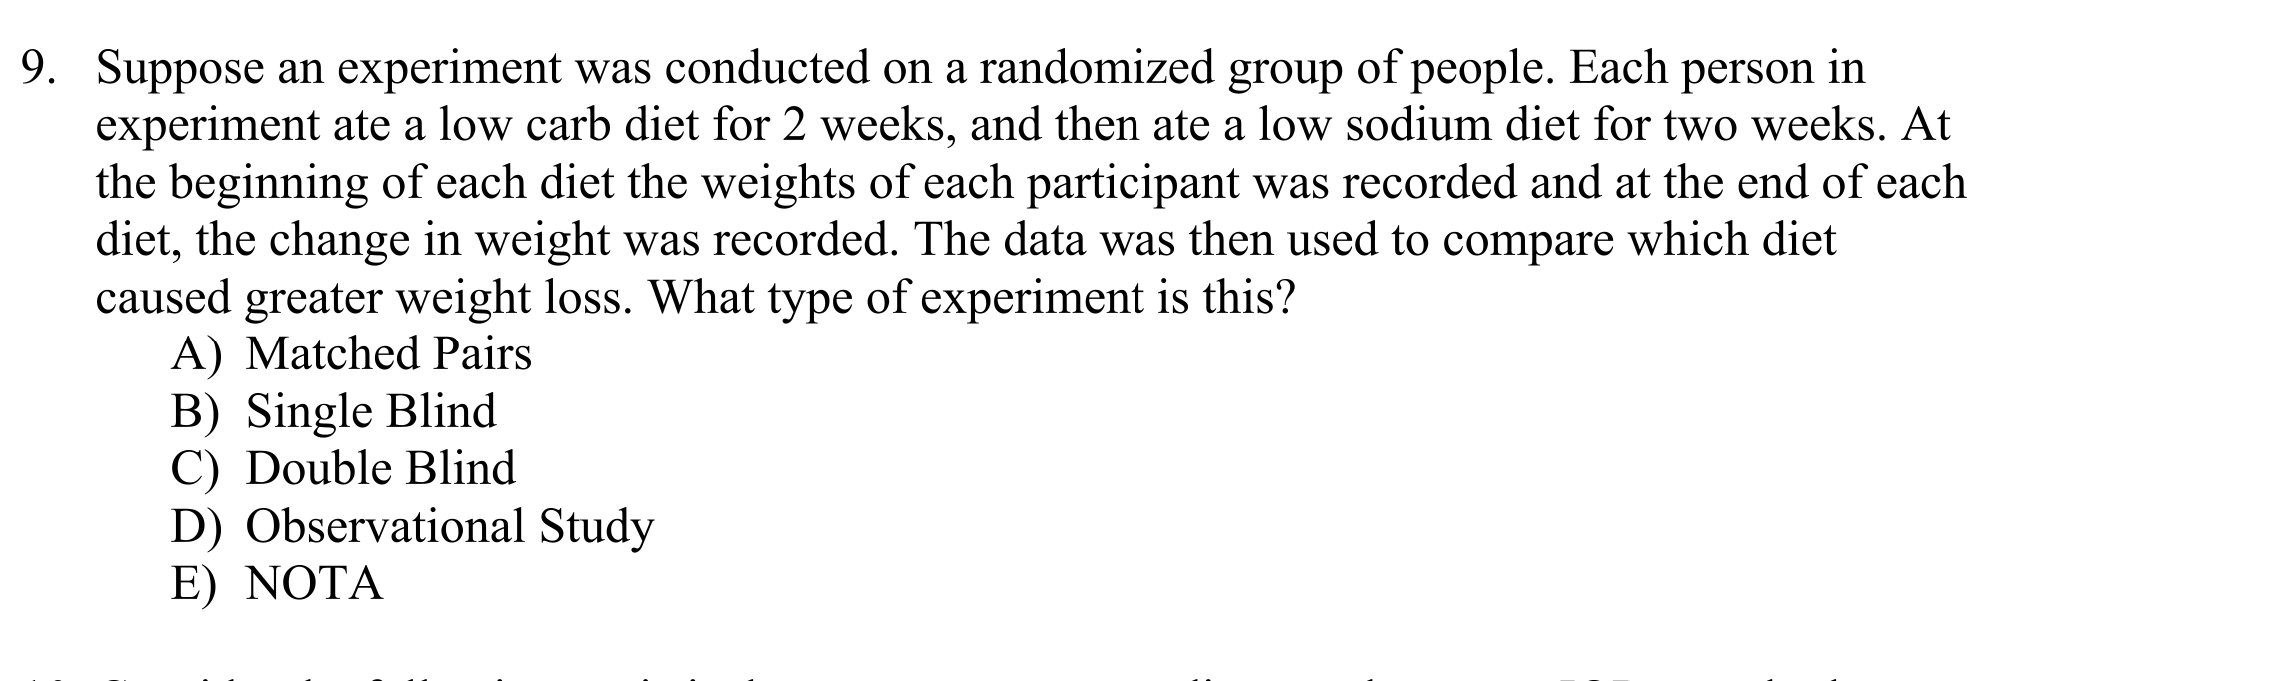 9. Suppose an experiment was conducted on a randomized group of people. Each person in
experiment ate a low carb diet for 2 weeks, and then ate a low sodium diet for two weeks. At
the beginning of each diet the weights of each participant was recorded and at the end of each
diet, the change in weight was recorded. The data was then used to compare which diet
caused greater weight loss. What type of experiment is this?
A) Matched Pairs
B) Single Blind
C) Double Blind
D) Observational Study
E) NOTA